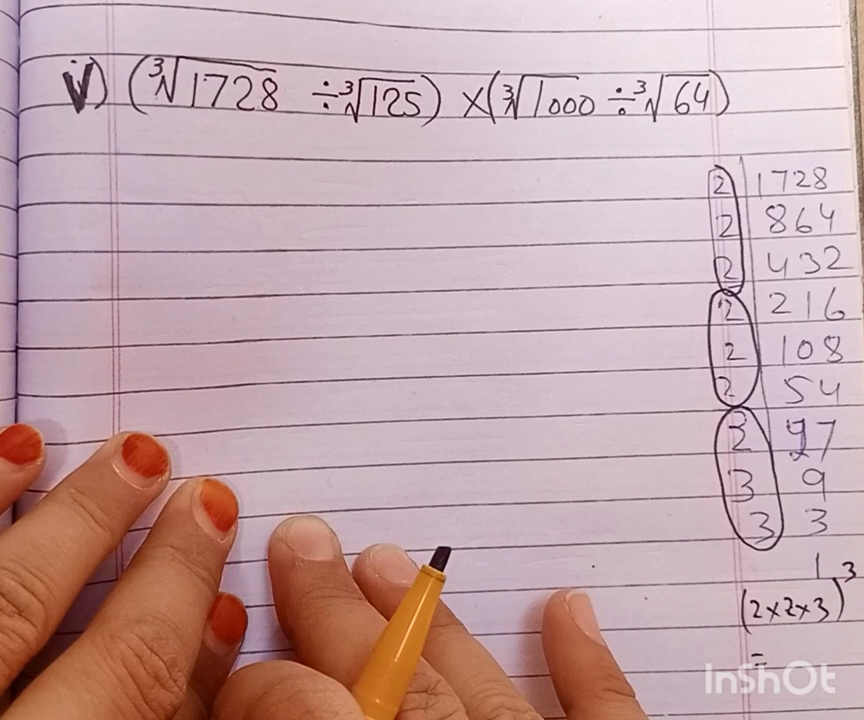 v) (∛1728 ÷ ∛125) × (∛1000 ÷ ∛64)
2 | 1728
2 | 864
2 | 432
2 | 216
2 | 108
2 | 54
3 | 27
3 | 9
3 | 3
1
(2×2×3)³
=
InShOt